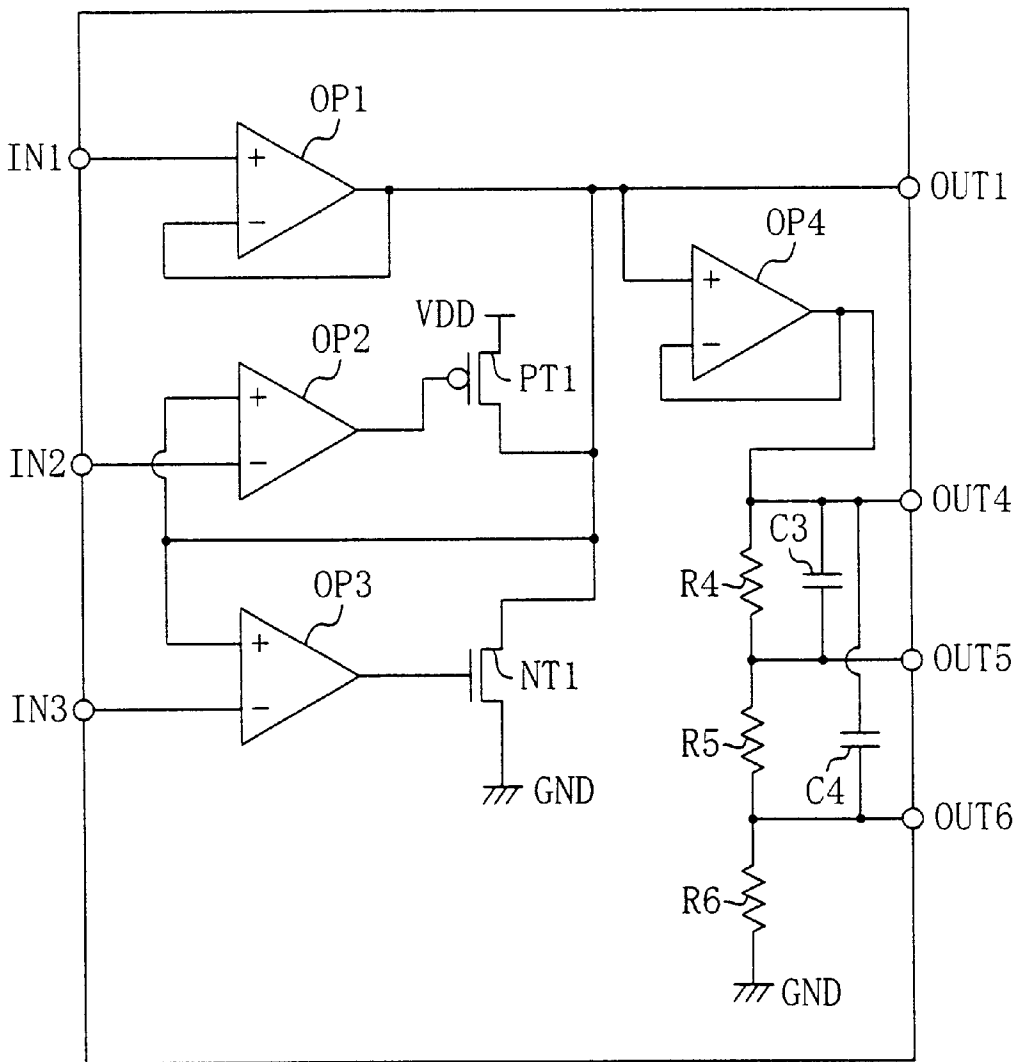 OP1
IN1
+
−
OUT1
OP4
+
−
VDD
OP2
PT1
+
−
IN2
OUT4
C3
R4
OP3
+
−
NT1
OUT5
IN3
R5
C4
GND
OUT6
R6
GND